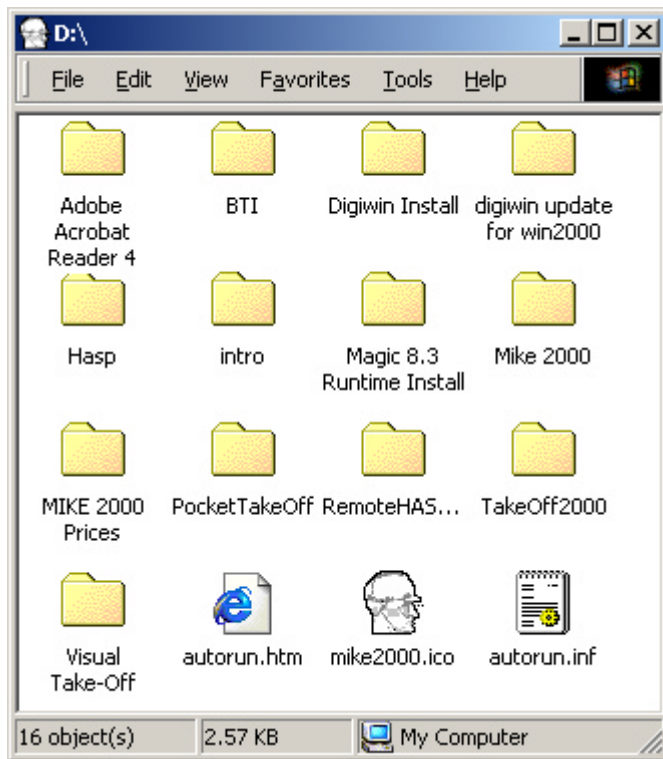 D:\
File Edit View Favorites Tools Help
Adobe
Acrobat
Reader 4
BTI
Digiwin Install
digiwin update
for win2000
Hasp
intro
Magic 8.3
Runtime Install
Mike 2000
MIKE 2000
Prices
PocketTakeOff
RemoteHAS...
TakeOff2000
Visual
Take-Off
autorun.htm
mike2000.ico
autorun.inf
16 object(s) 2.57 KB My Computer